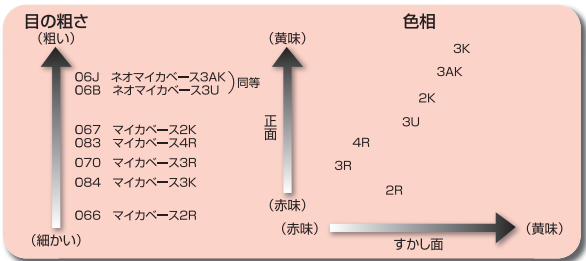 目の粗さ
(粗い)
06J ネオマイカベース3AK
06B ネオマイカベース3U
同等
067 マイカベース2K
083 マイカベース4R
070 マイカベース3R
084 マイカベース3K
066 マイカベース2R
(細かい)
色相
(黄味)
正面
(赤味)
3K
3AK
2K
3U
4R
3R
2R
(赤味)
すかし面
(黄味)